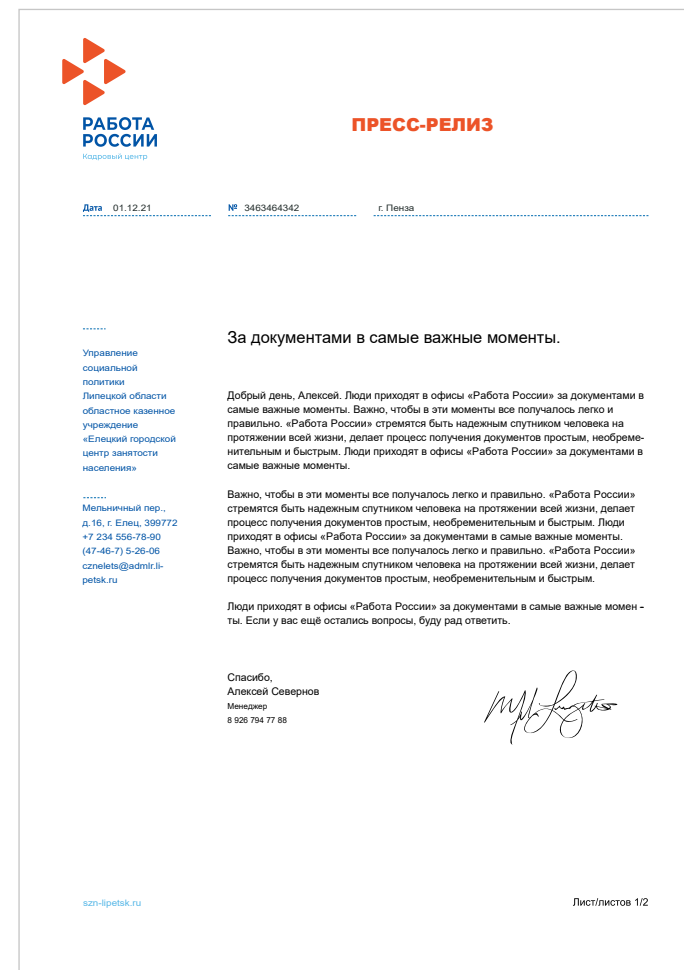 РАБОТА
РОССИИ
Кадровый центр
ПРЕСС-РЕЛИЗ
Дата 01.12.21 № 3463464342 г. Пенза
Управление
социальной
политики
Липецкой области
областное казенное
учреждение
«Елецкий городской
центр занятости
населения»
Мельничный пер.,
д.16, г. Елец, 399772
+7 234 556-78-90
(47-46-7) 5-26-06
cznelets@admlr.li-
petsk.ru
За документами в самые важные моменты.
Добрый день, Алексей. Люди приходят в офисы «Работа России» за документами в
самые важные моменты. Важно, чтобы в эти моменты все получалось легко и
правильно. «Работа России» стремятся быть надежным спутником человека на
протяжении всей жизни, делает процесс получения документов простым, необреме-
нительным и быстрым. Люди приходят в офисы «Работа России» за документами в
самые важные моменты.
Важно, чтобы в эти моменты все получалось легко и правильно. «Работа России»
стремятся быть надежным спутником человека на протяжении всей жизни, делает
процесс получения документов простым, необременительным и быстрым. Люди
приходят в офисы «Работа России» за документами в самые важные моменты.
Важно, чтобы в эти моменты все получалось легко и правильно. «Работа России»
стремятся быть надежным спутником человека на протяжении всей жизни, делает
процесс получения документов простым, необременительным и быстрым.
Люди приходят в офисы «Работа России» за документами в самые важные момен -
ты. Если у вас ещё остались вопросы, буду рад ответить.
Спасибо,
Алексей Севернов
Менеджер
8 926 794 77 88
szn-lipetsk.ru
Лист/листов 1/2